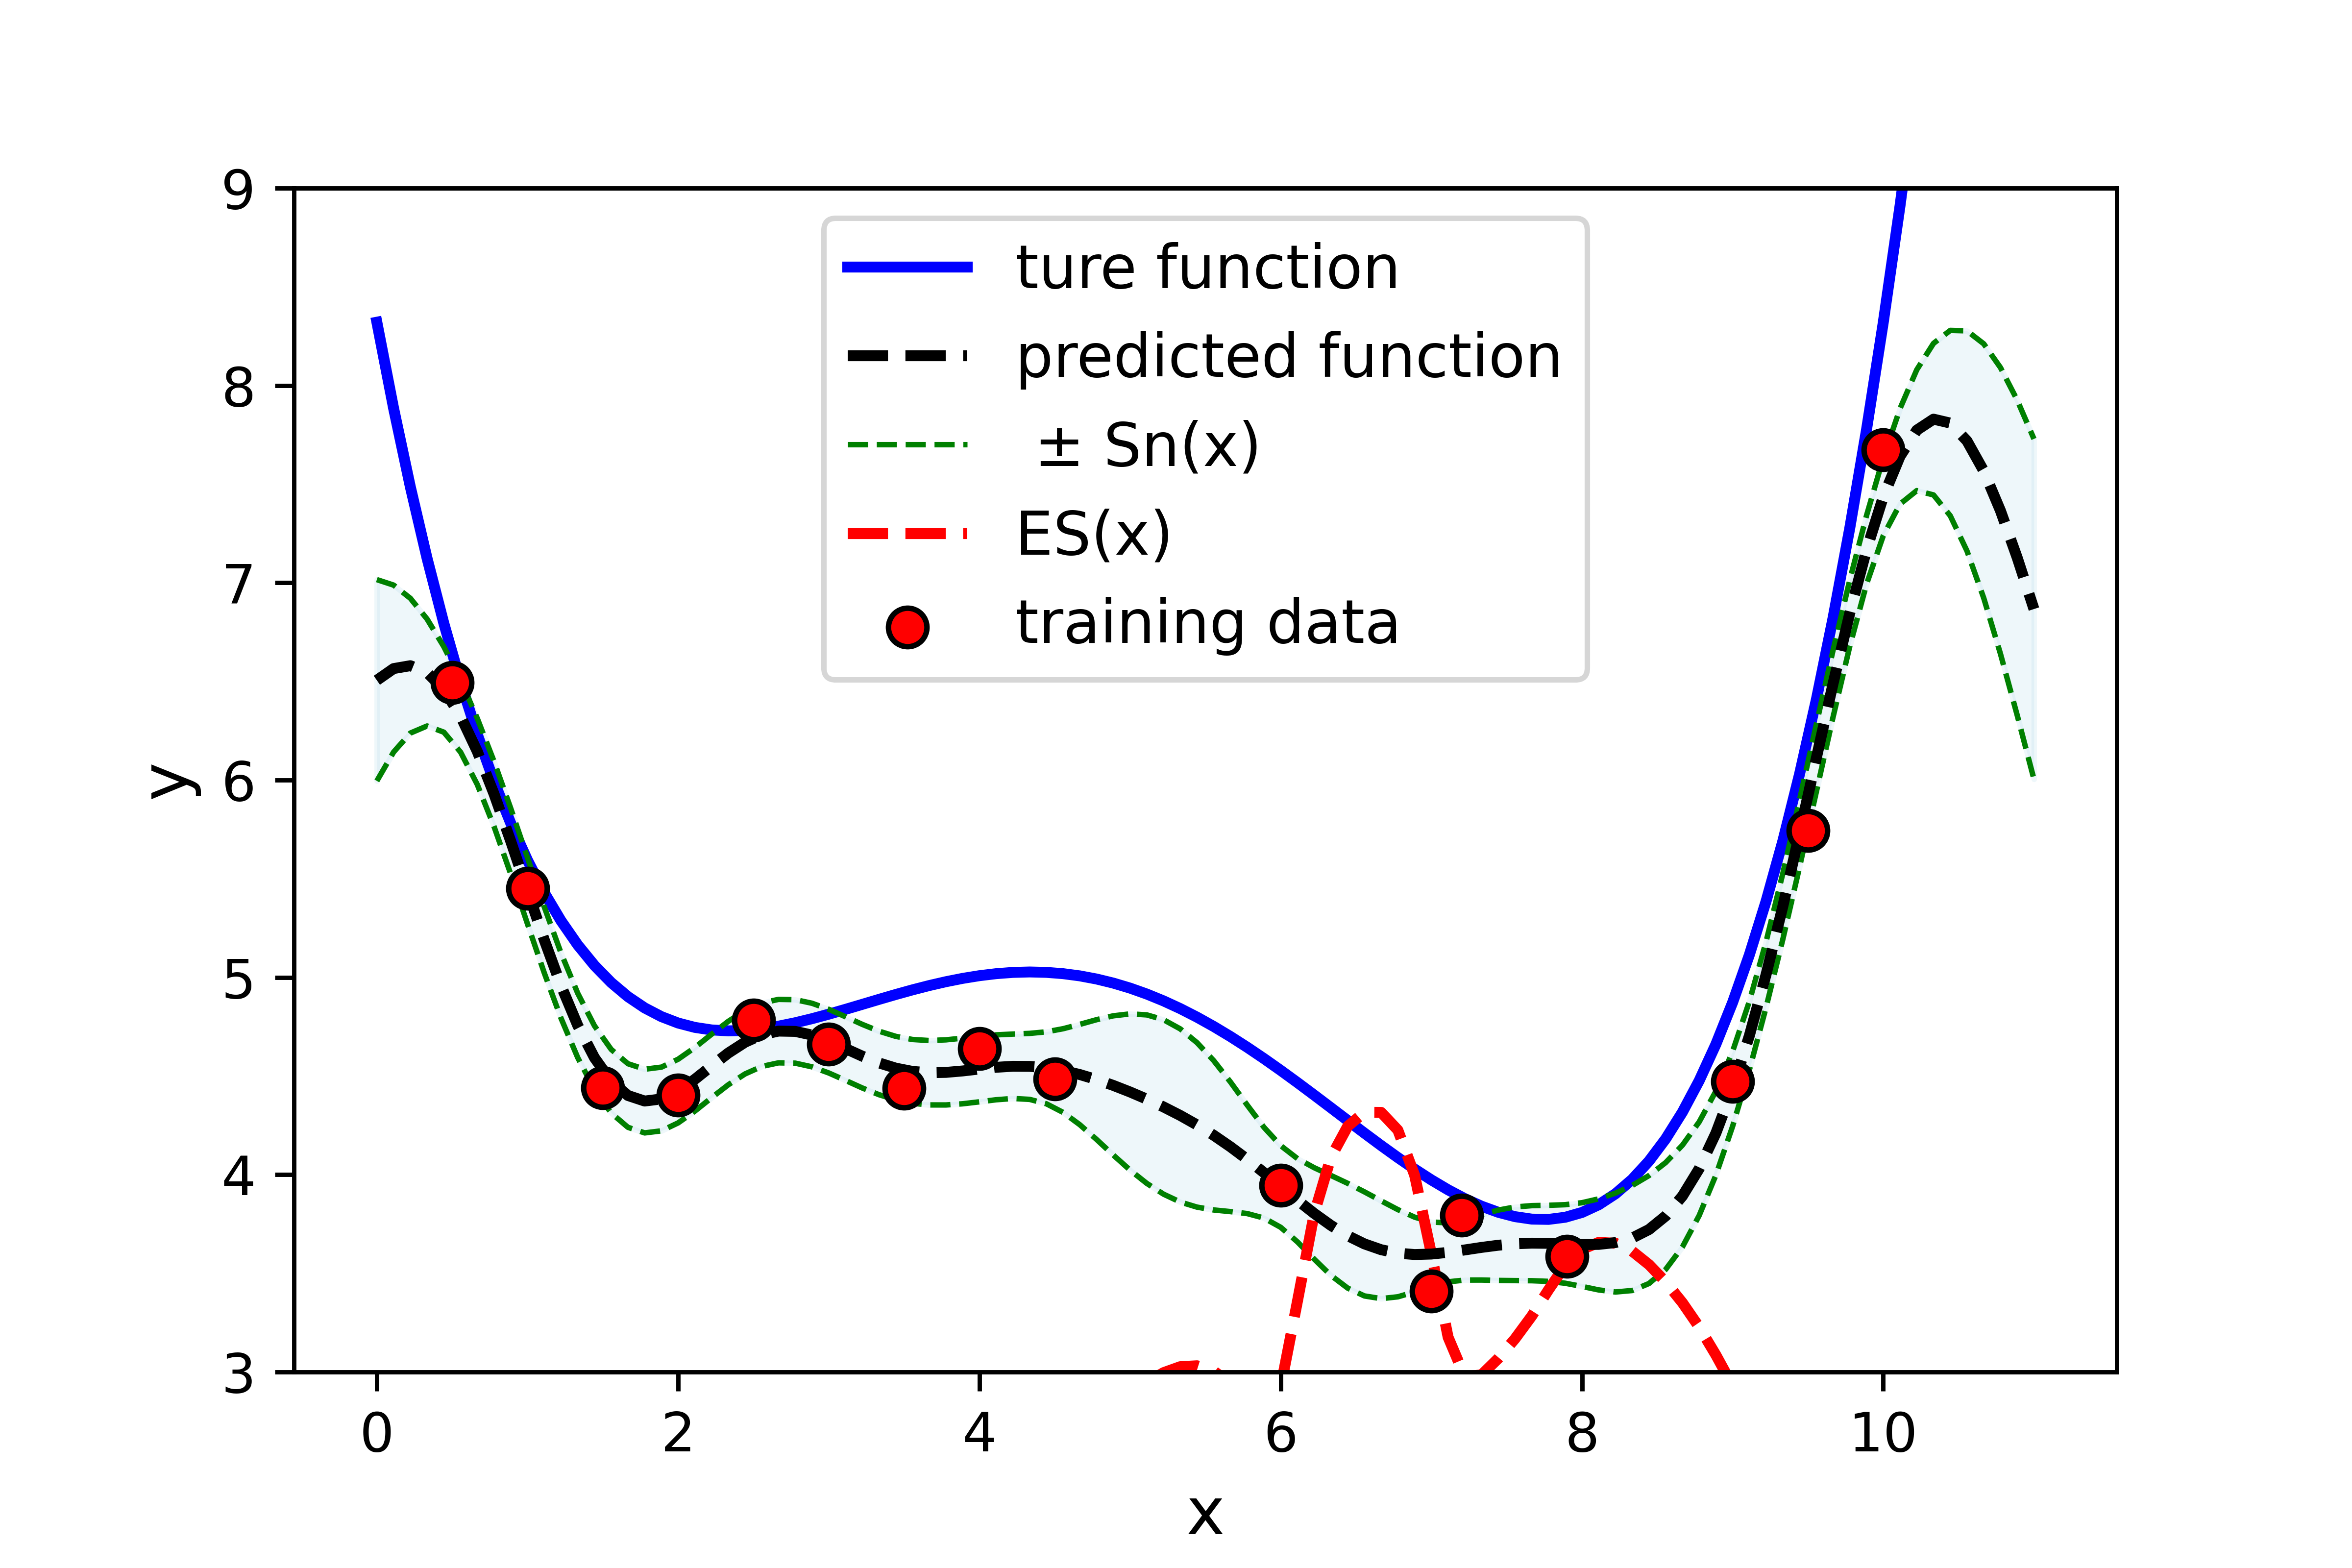 9
8
7
6
5
4
3
y
ture function
predicted function
± Sn(x)
ES(x)
training data
0 2 4 6 8 10
x